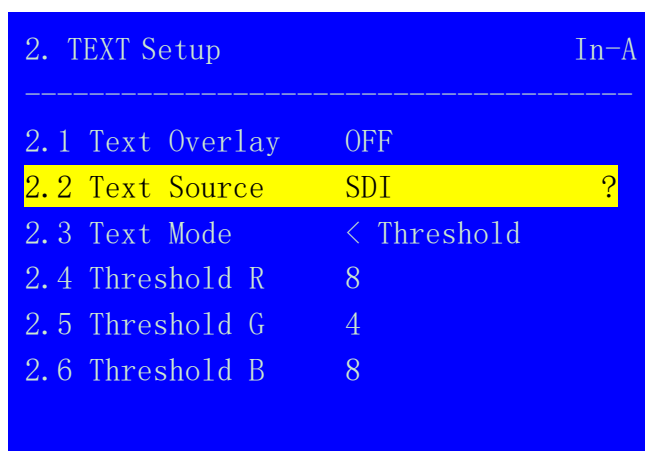 2. TEXT Setup In-A
--------------------------------------
2.1 Text Overlay OFF
2.2 Text Source SDI ?
2.3 Text Mode < Threshold
2.4 Threshold R 8
2.5 Threshold G 4
2.6 Threshold B 8